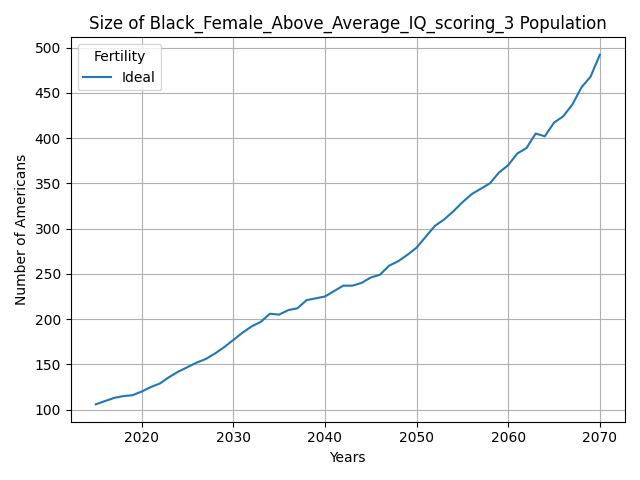 Size of Black_Female_Above_Average_IQ_scoring_3 Population
Fertility
Ideal
Number of Americans
500
450
400
350
300
250
200
150
100
2020 2030 2040 2050 2060 2070
Years